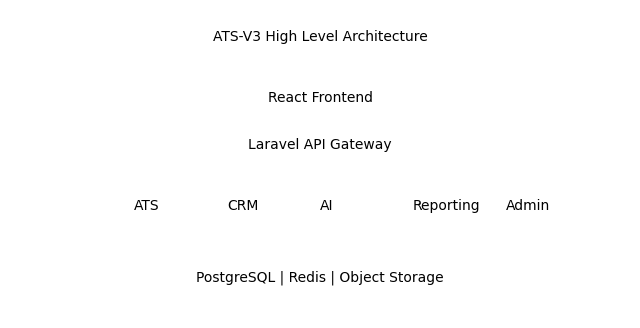 ATS-V3 High Level Architecture
React Frontend
Laravel API Gateway
ATS CRM AI Reporting Admin
PostgreSQL | Redis | Object Storage